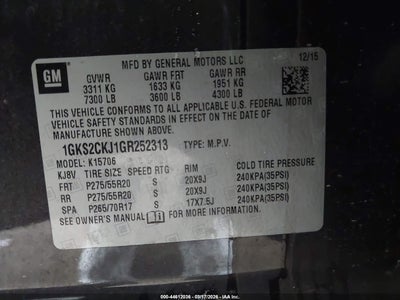 GM
MFD BY GENERAL MOTORS LLC
12/15
GVWR GAWR FRT GAWR RR
3311 KG 1633 KG 1951 KG
7300 LB 3600 LB 4300 LB
THIS VEHICLE CONFORMS TO ALL APPLICABLE U.S. FEDERAL MOTOR
VEHICLE SAFETY STANDARDS IN EFFECT ON THE DATE OF
MANUFACTURE SHOWN ABOVE.
1GKS2CKJ1GR252313 TYPE: M.P.V.
MODEL: K15706
KJ8V TIRE SIZE SPEED RTG RIM COLD TIRE PRESSURE
FRT P275/55R20 S 20X9J 240KPA(35PSI)
RR P275/55R20 S 20X9J 240KPA(35PSI)
SPA P265/70R17 S 17X7.5J 240KPA(35PSI)
SEE OWNER'S MANUAL FOR MORE INFORMATION.
000-44612036 - 03/17/2026 - IAAI.COM